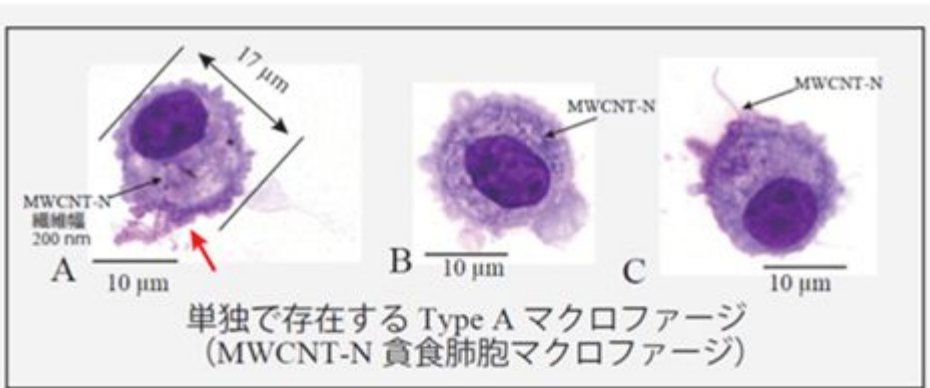 17 μm
MWCNT-N
繊維幅
200 nm
A
10 μm
MWCNT-N
B
10 μm
MWCNT-N
C
10 μm
単独で存在する Type A マクロファージ
（MWCNT-N 貪食肺胞マクロファージ）